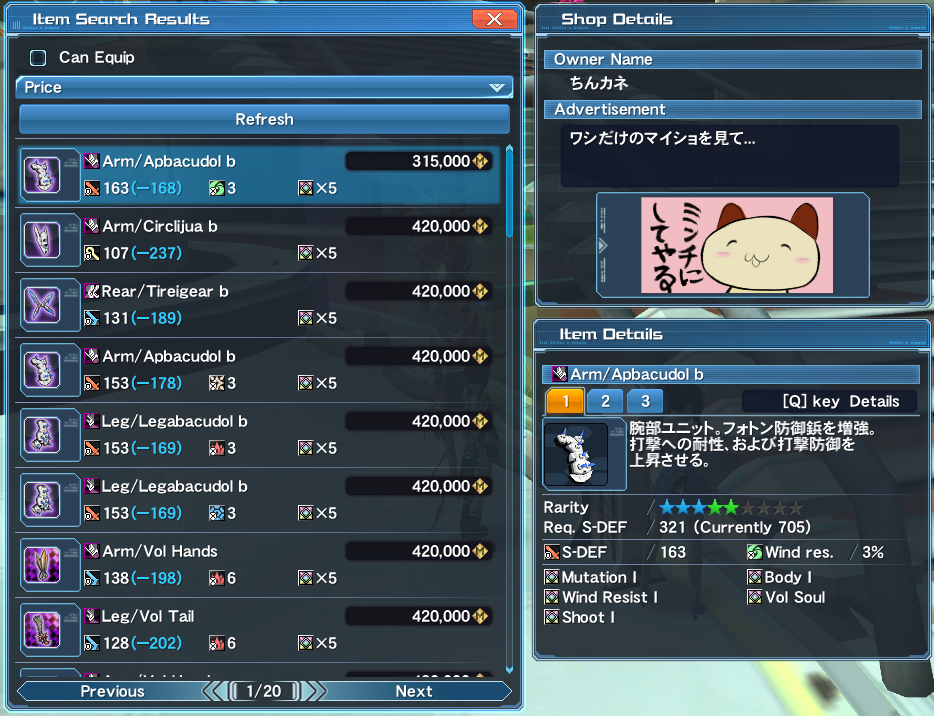 Item Search Results
Can Equip
Price
Refresh
Arm/Apbacudol b 315,000
163(−168) 3 ×5
Arm/Circlijua b 420,000
107(−237) ×5
Rear/Tireigear b 420,000
131(−189) ×5
Arm/Apbacudol b 420,000
153(−178) 3 ×5
Leg/Legabacudol b 420,000
153(−169) 3 ×5
Leg/Legabacudol b 420,000
153(−169) 3 ×5
Arm/Vol Hands 420,000
138(−198) 6 ×5
Leg/Vol Tail 420,000
128(−202) 6 ×5
Previous 1/20 Next
Shop Details
Owner Name
ちんカネ
Advertisement
ワシだけのマイショを見て...
ミンチに
してやる
Item Details
Arm/Apbacudol b
1 2 3 [Q] key Details
腕部ユニット。フォトン防御鋲を増強。
打撃への耐性、および打撃防御を
上昇させる。
Rarity /
Req. S-DEF / 321 (Currently 705)
S-DEF / 163 Wind res. / 3%
Mutation I Body I
Wind Resist I Vol Soul
Shoot I